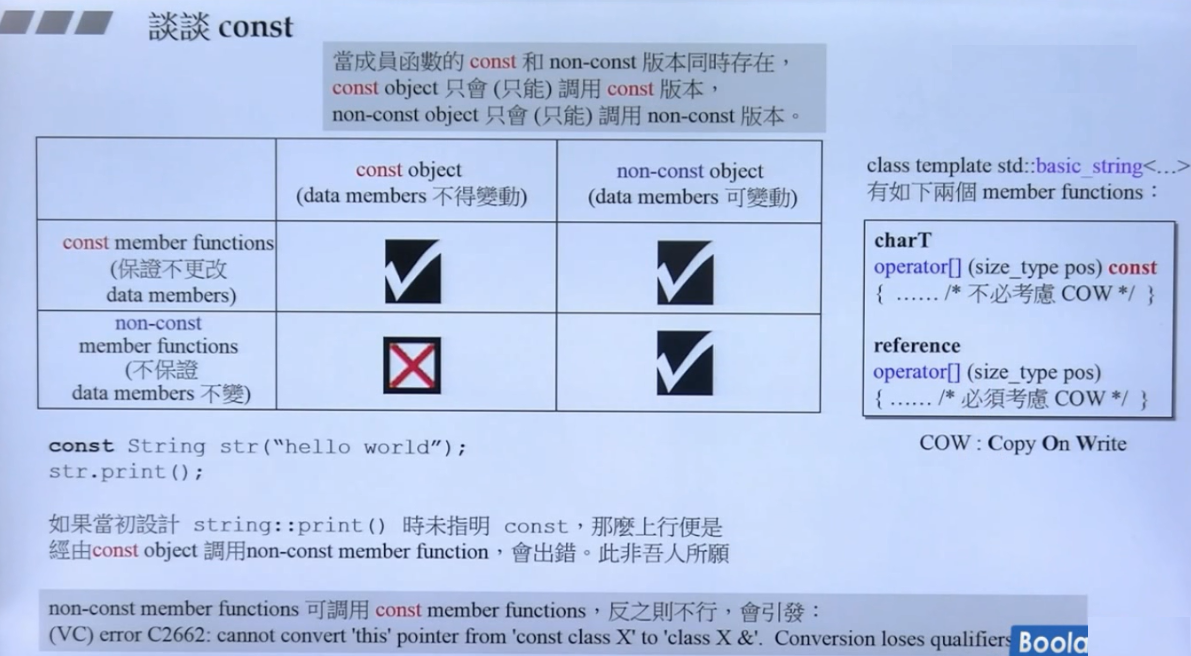 談談 const
當成員函數的 const 和 non-const 版本同時存在，
const object 只會 (只能) 調用 const 版本，
non-const object 只會 (只能) 調用 non-const 版本。
const object
(data members 不得變動)
non-const object
(data members 可變動)
const member functions
(保證不更改
data members)
non-const
member functions
(不保證
data members 不變)
class template std::basic_string<…>
有如下兩個 member functions：
charT
operator[] (size_type pos) const
{ …… /* 不必考慮 COW */ }
reference
operator[] (size_type pos)
{ …… /* 必須考慮 COW */ }
COW : Copy On Write
const String str(“hello world”);
str.print();
如果當初設計 string::print() 時未指明 const，那麼上行便是
經由const object 調用non-const member function，會出錯。此非吾人所願
non-const member functions 可調用 const member functions，反之則不行，會引發：
(VC) error C2662: cannot convert 'this' pointer from 'const class X' to 'class X &'. Conversion loses qualifiers
Boola